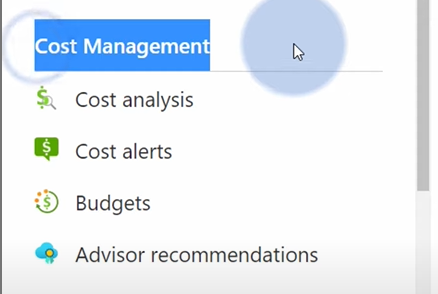 Cost Management
Cost analysis
Cost alerts
Budgets
Advisor recommendations